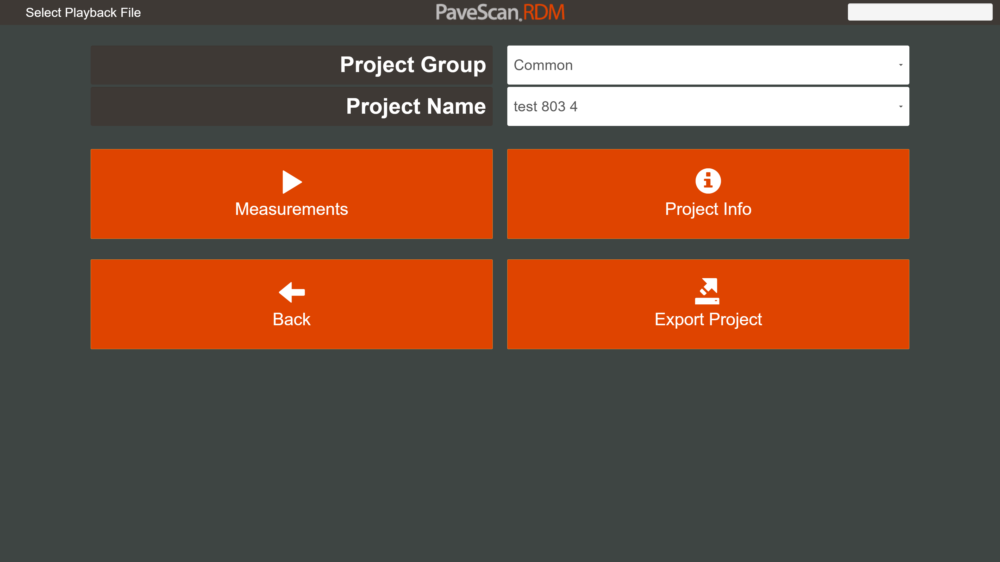 Select Playback File
PaveScan® RDM
Project Group
Common
Project Name
test 803 4
Measurements
Project Info
Back
Export Project